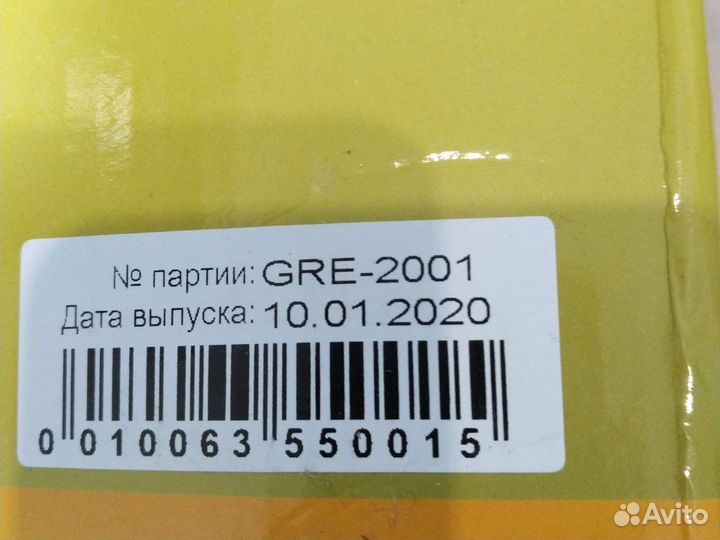 № партии: GRE-2001
Дата выпуска: 10.01.2020
0 010063 550015
Avito